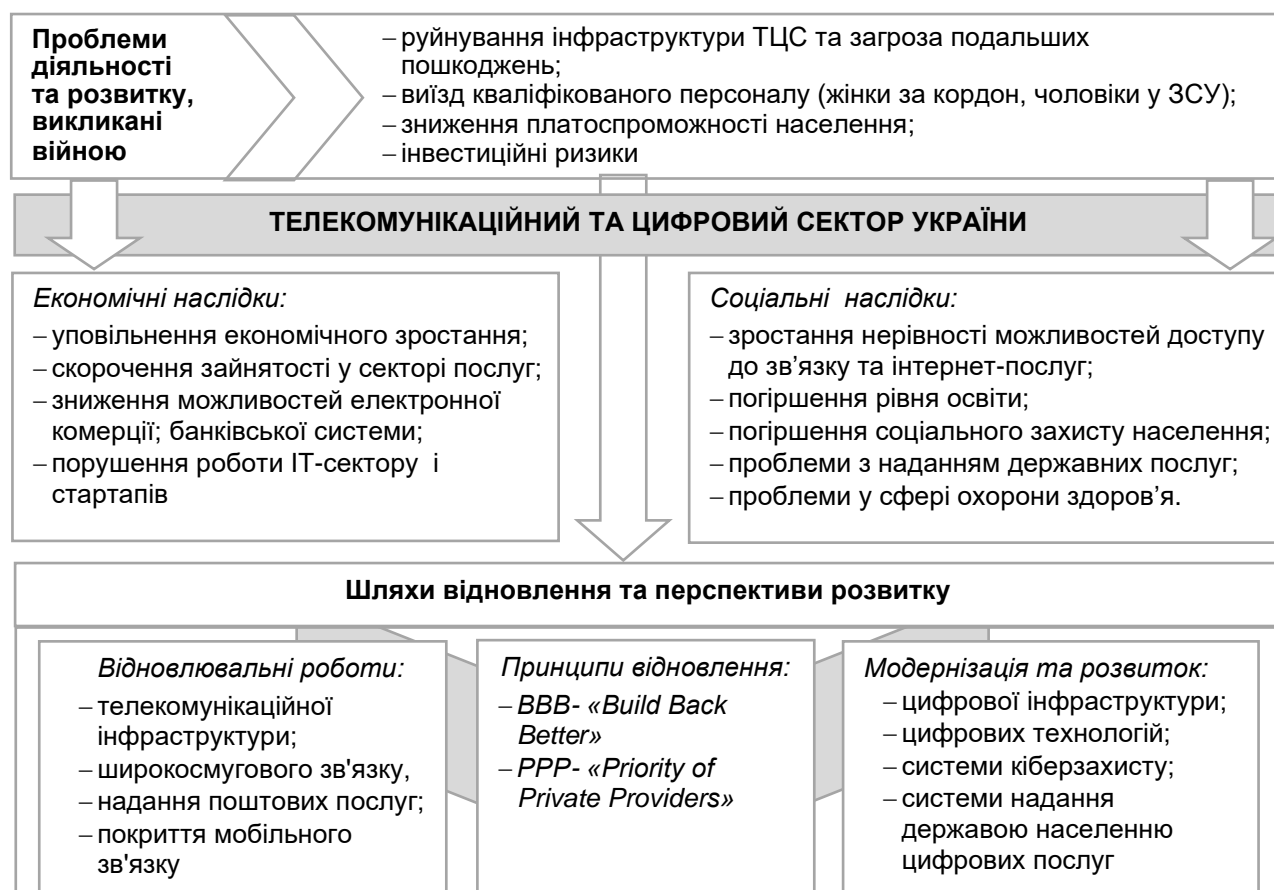 Проблеми
діяльності
та розвитку,
викликані
війною
– руйнування інфраструктури ТЦС та загроза подальших
пошкоджень;
– виїзд кваліфікованого персоналу (жінки за кордон, чоловіки у ЗСУ);
– зниження платоспроможності населення;
– інвестиційні ризики
ТЕЛЕКОМУНІКАЦІЙНИЙ ТА ЦИФРОВИЙ СЕКТОР УКРАЇНИ
Економічні наслідки:
– уповільнення економічного зростання;
– скорочення зайнятості у секторі послуг;
– зниження можливостей електронної
комерції; банківської системи;
– порушення роботи ІТ-сектору і
стартапів
Соціальні наслідки:
– зростання нерівності можливостей доступу
до зв’язку та інтернет-послуг;
– погіршення рівня освіти;
– погіршення соціального захисту населення;
– проблеми з наданням державних послуг;
– проблеми у сфері охорони здоров’я.
Шляхи відновлення та перспективи розвитку
Відновлювальні роботи:
– телекомунікаційної
інфраструктури;
– широкосмугового зв'язку,
– надання поштових послуг;
– покриття мобільного
зв'язку
Принципи відновлення:
– BBB- «Build Back
Better»
– PPP- «Priority of
Private Providers»
Модернізація та розвиток:
– цифрової інфраструктури;
– цифрових технологій;
– системи кіберзахисту;
– системи надання
державою населенню
цифрових послуг